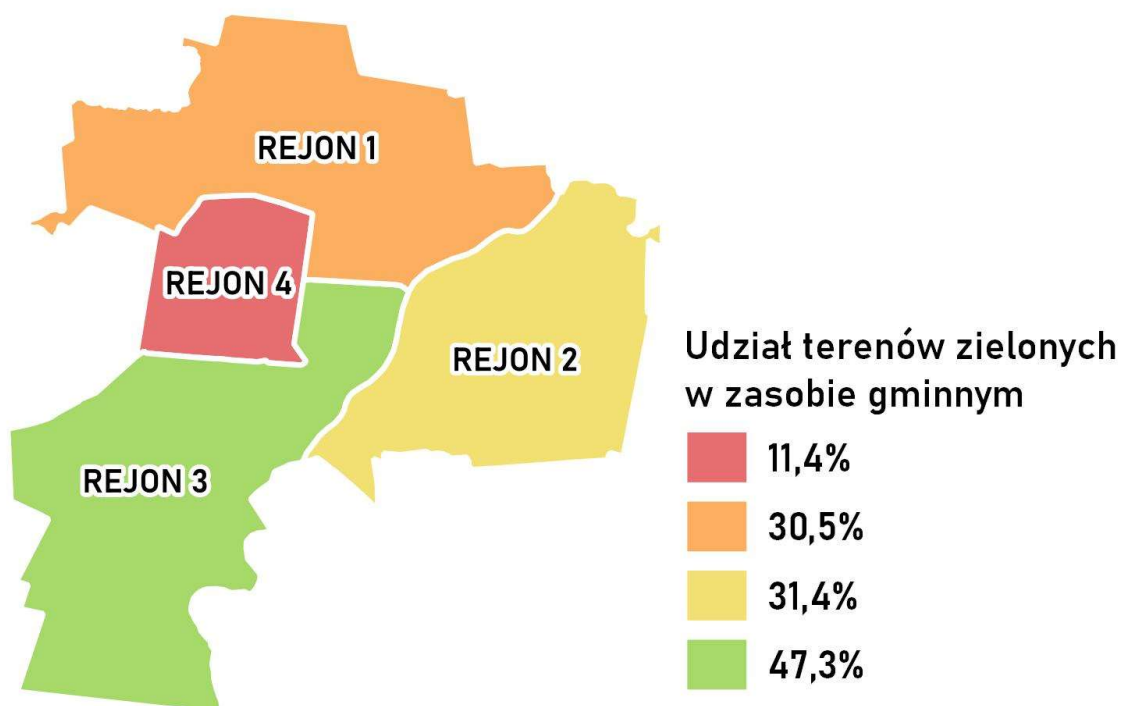 REJON 1
REJON 4
REJON 2
REJON 3
Udział terenów zielonych
w zasobie gminnym
11,4%
30,5%
31,4%
47,3%